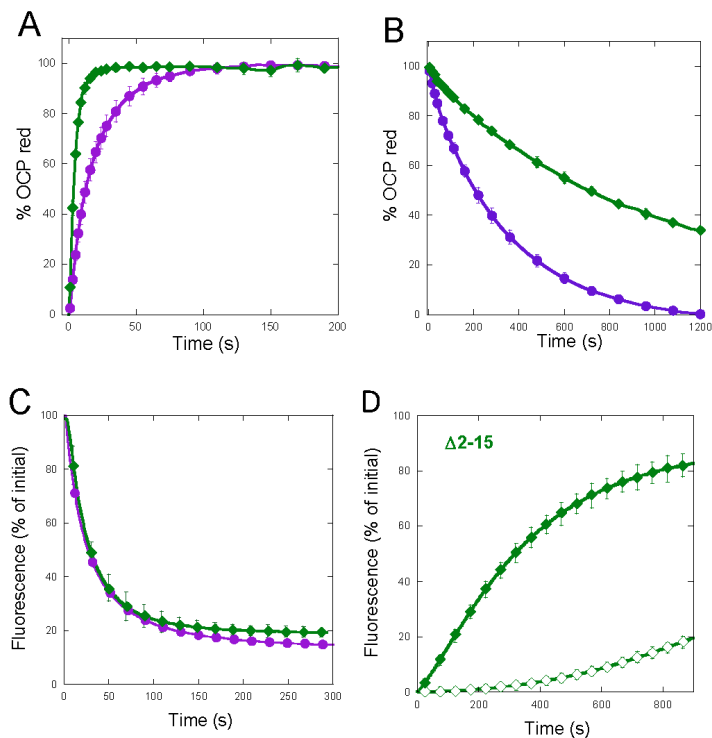 A
% OCP red
100
80
60
40
20
0
0 50 100 150 200
Time (s)
B
% OCP red
100
80
60
40
20
0
0 200 400 600 800 1000 1200
Time (s)
C
Fluorescence (% of initial)
100
80
60
40
20
0
0 50 100 150 200 250 300
Time (s)
D
Δ2-15
Fluorescence (% of initial)
100
80
60
40
20
0
0 200 400 600 800
Time (s)